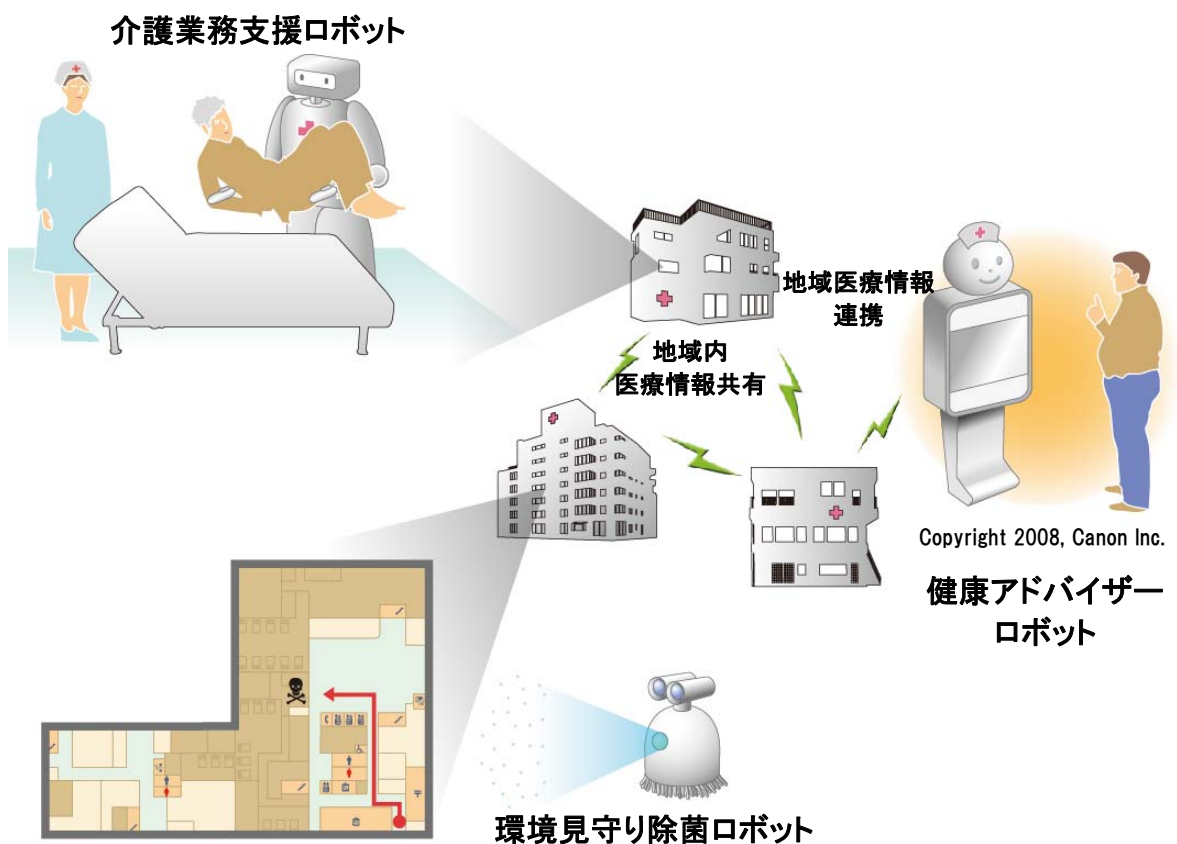 介護業務支援ロボット
地域医療情報
連携
地域内
医療情報共有
Copyright 2008, Canon Inc.
健康アドバイザー
ロボット
環境見守り除菌ロボット